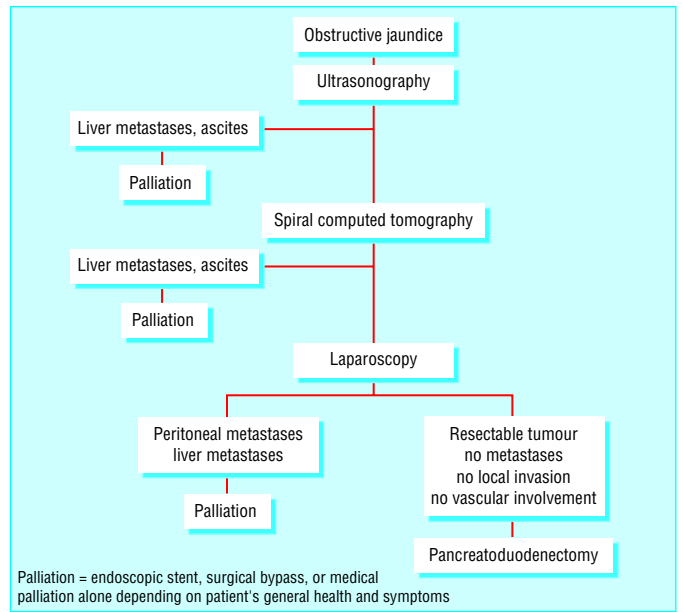 Obstructive jaundice
Ultrasonography
Liver metastases, ascites
Palliation
Spiral computed tomography
Liver metastases, ascites
Palliation
Laparoscopy
Peritoneal metastases
liver metastases
Palliation
Resectable tumour
no metastases
no local invasion
no vascular involvement
Pancreatoduodenectomy
Palliation = endoscopic stent, surgical bypass, or medical
palliation alone depending on patient's general health and symptoms